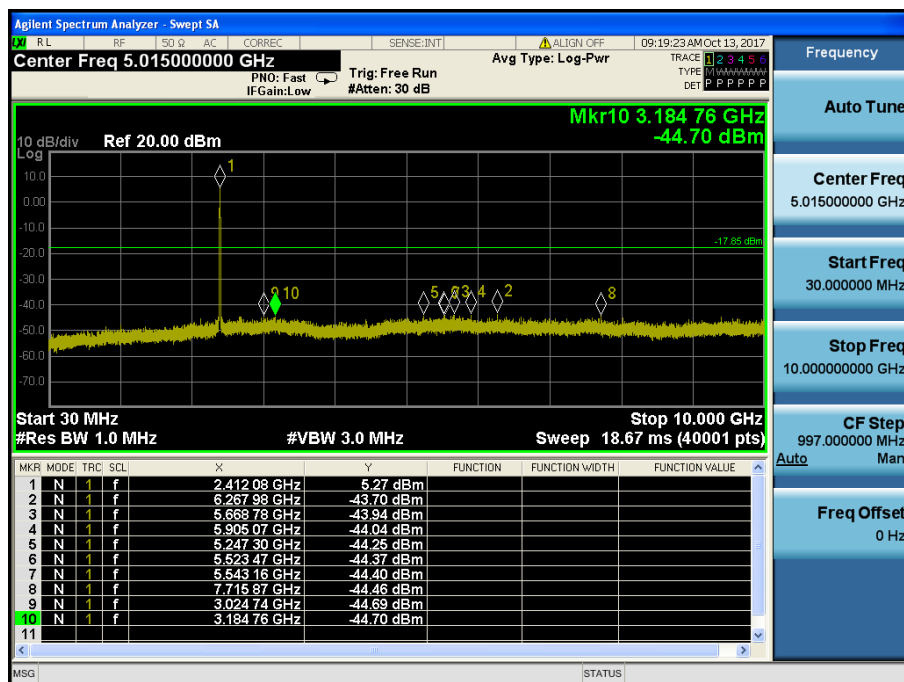 Agilent Spectrum Analyzer - Swept SA
LXI RL RF 50 Ω AC CORREC SENSE:INT ALIGN OFF 09:19:23 AM Oct 13, 2017
Center Freq 5.015000000 GHz
PNO: Fast
IFGain:Low
Trig: Free Run
#Atten: 30 dB
Avg Type: Log-Pwr
TRACE 1 2 3 4 5 6
TYPE M W W W W W
DET P P P P P P
Mkr10 3.184 76 GHz
-44.70 dBm
10 dB/div Ref 20.00 dBm
Log
10.0
0.00
-10.0
-20.0
-30.0
-40.0
-50.0
-60.0
-70.0
-17.85 dBm
1
9 10 5 3 4 2 8
Start 30 MHz Stop 10.000 GHz
#Res BW 1.0 MHz #VBW 3.0 MHz Sweep 18.67 ms (40001 pts)
MKR MODE TRC SCL X Y FUNCTION FUNCTION WIDTH FUNCTION VALUE
1 N 1 f 2.412 08 GHz 5.27 dBm
2 N 1 f 6.267 98 GHz -43.70 dBm
3 N 1 f 5.668 78 GHz -43.94 dBm
4 N 1 f 5.905 07 GHz -44.04 dBm
5 N 1 f 5.247 30 GHz -44.25 dBm
6 N 1 f 5.523 47 GHz -44.37 dBm
7 N 1 f 5.543 16 GHz -44.40 dBm
8 N 1 f 7.715 87 GHz -44.46 dBm
9 N 1 f 3.024 74 GHz -44.69 dBm
10 N 1 f 3.184 76 GHz -44.70 dBm
11
MSG STATUS
Frequency
Auto Tune
Center Freq
5.015000000 GHz
Start Freq
30.000000 MHz
Stop Freq
10.000000000 GHz
CF Step
997.000000 MHz
Auto Man
Freq Offset
0 Hz